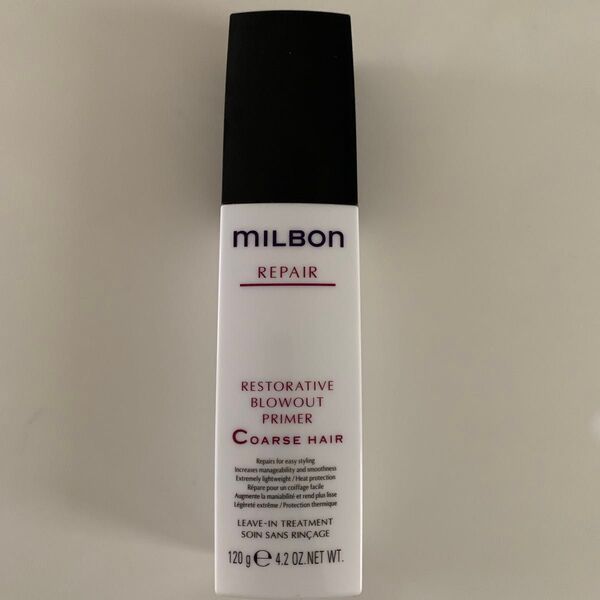 MILBON
REPAIR
RESTORATIVE
BLOWOUT
PRIMER
COARSE HAIR
Repairs for easy styling
Increases manageability and smoothness
Extremely lightweight / Heat protection
Répare pour un coiffage facile
Augmente la maniabilité et rend plus lisse
Légèreté extrême / Protection thermique
LEAVE-IN TREATMENT
SOIN SANS RINÇAGE
120 g ℮ 4.2 OZ.NET WT.